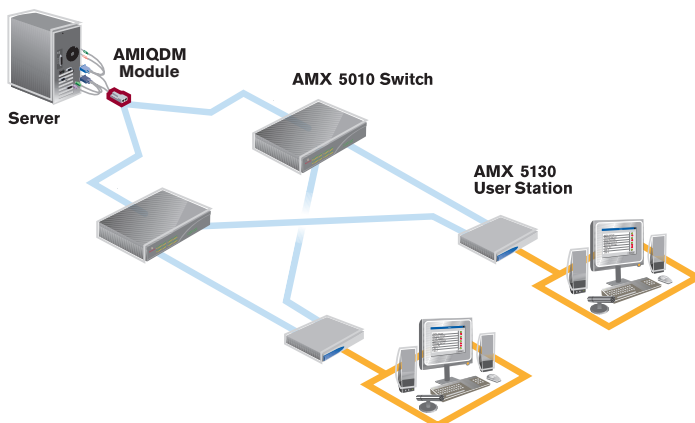 AMIQDM
Module
AMX 5010 Switch
Server
AMX 5130
User Station